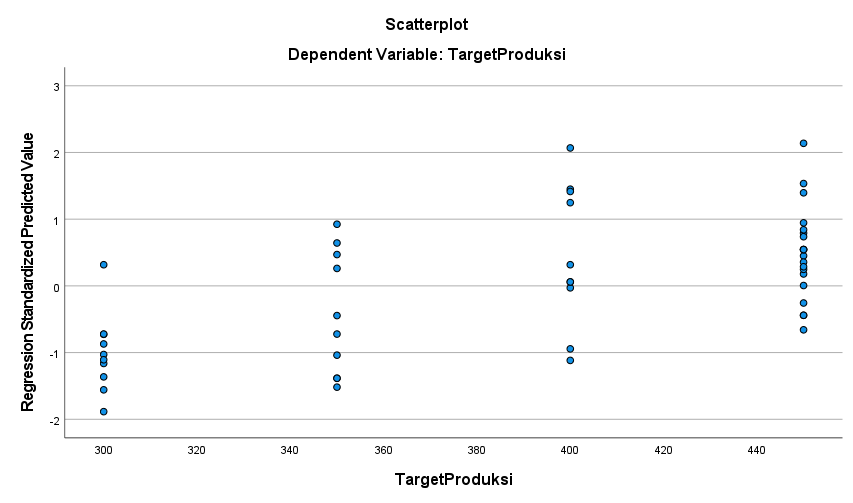 Scatterplot
Dependent Variable: TargetProduksi
Regression Standardized Predicted Value
3
2
1
0
-1
-2
300 320 340 360 380 400 420 440
TargetProduksi